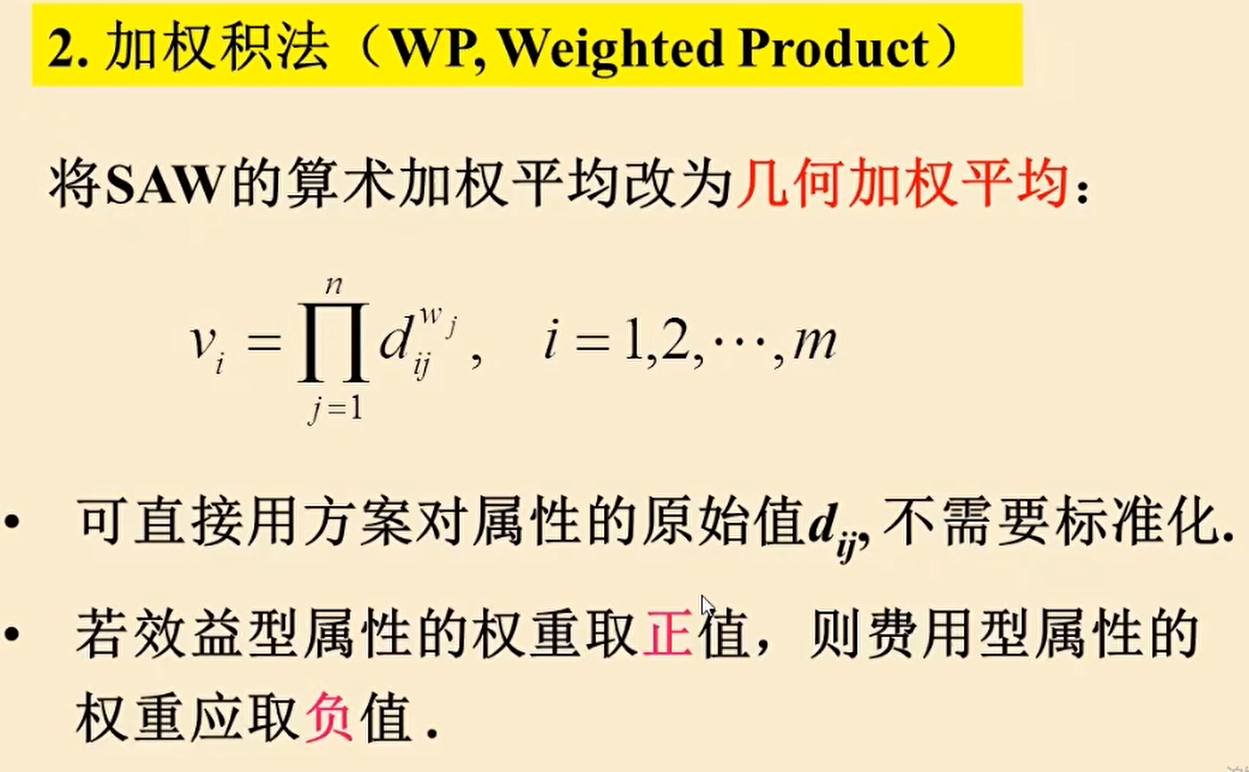 2. 加权积法（WP, Weighted Product）
将SAW的算术加权平均改为几何加权平均：
v_i = ∏_{j=1}^{n} d_{ij}^{w_j}, i = 1,2,⋯,m
• 可直接用方案对属性的原始值d_{ij}, 不需要标准化.
• 若效益型属性的权重取正值，则费用型属性的
权重应取负值.